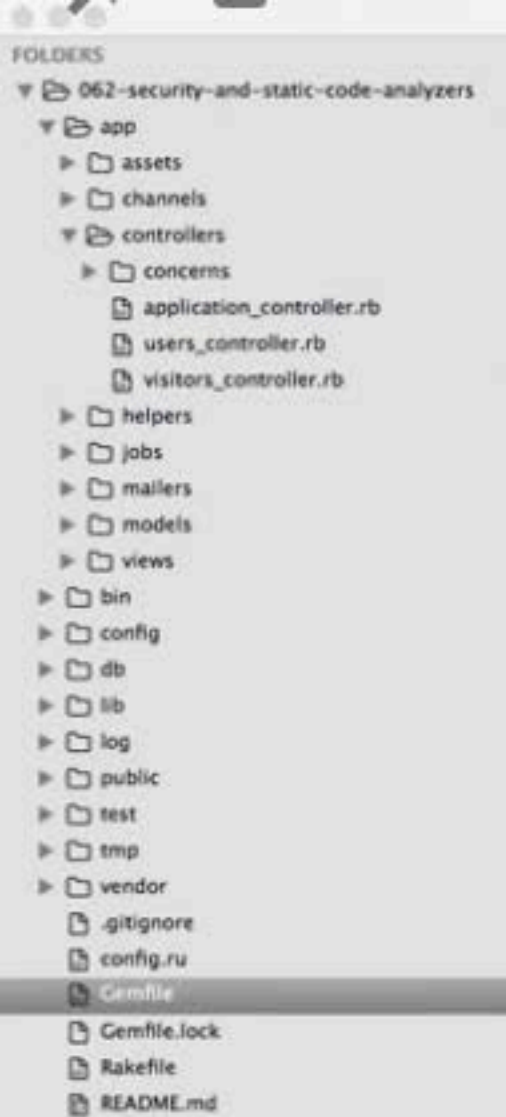 FOLDERS
062-security-and-static-code-analyzers
app
assets
channels
controllers
concerns
application_controller.rb
users_controller.rb
visitors_controller.rb
helpers
jobs
mailers
models
views
bin
config
db
lib
log
public
test
tmp
vendor
.gitignore
config.ru
Gemfile
Gemfile.lock
Rakefile
README.md